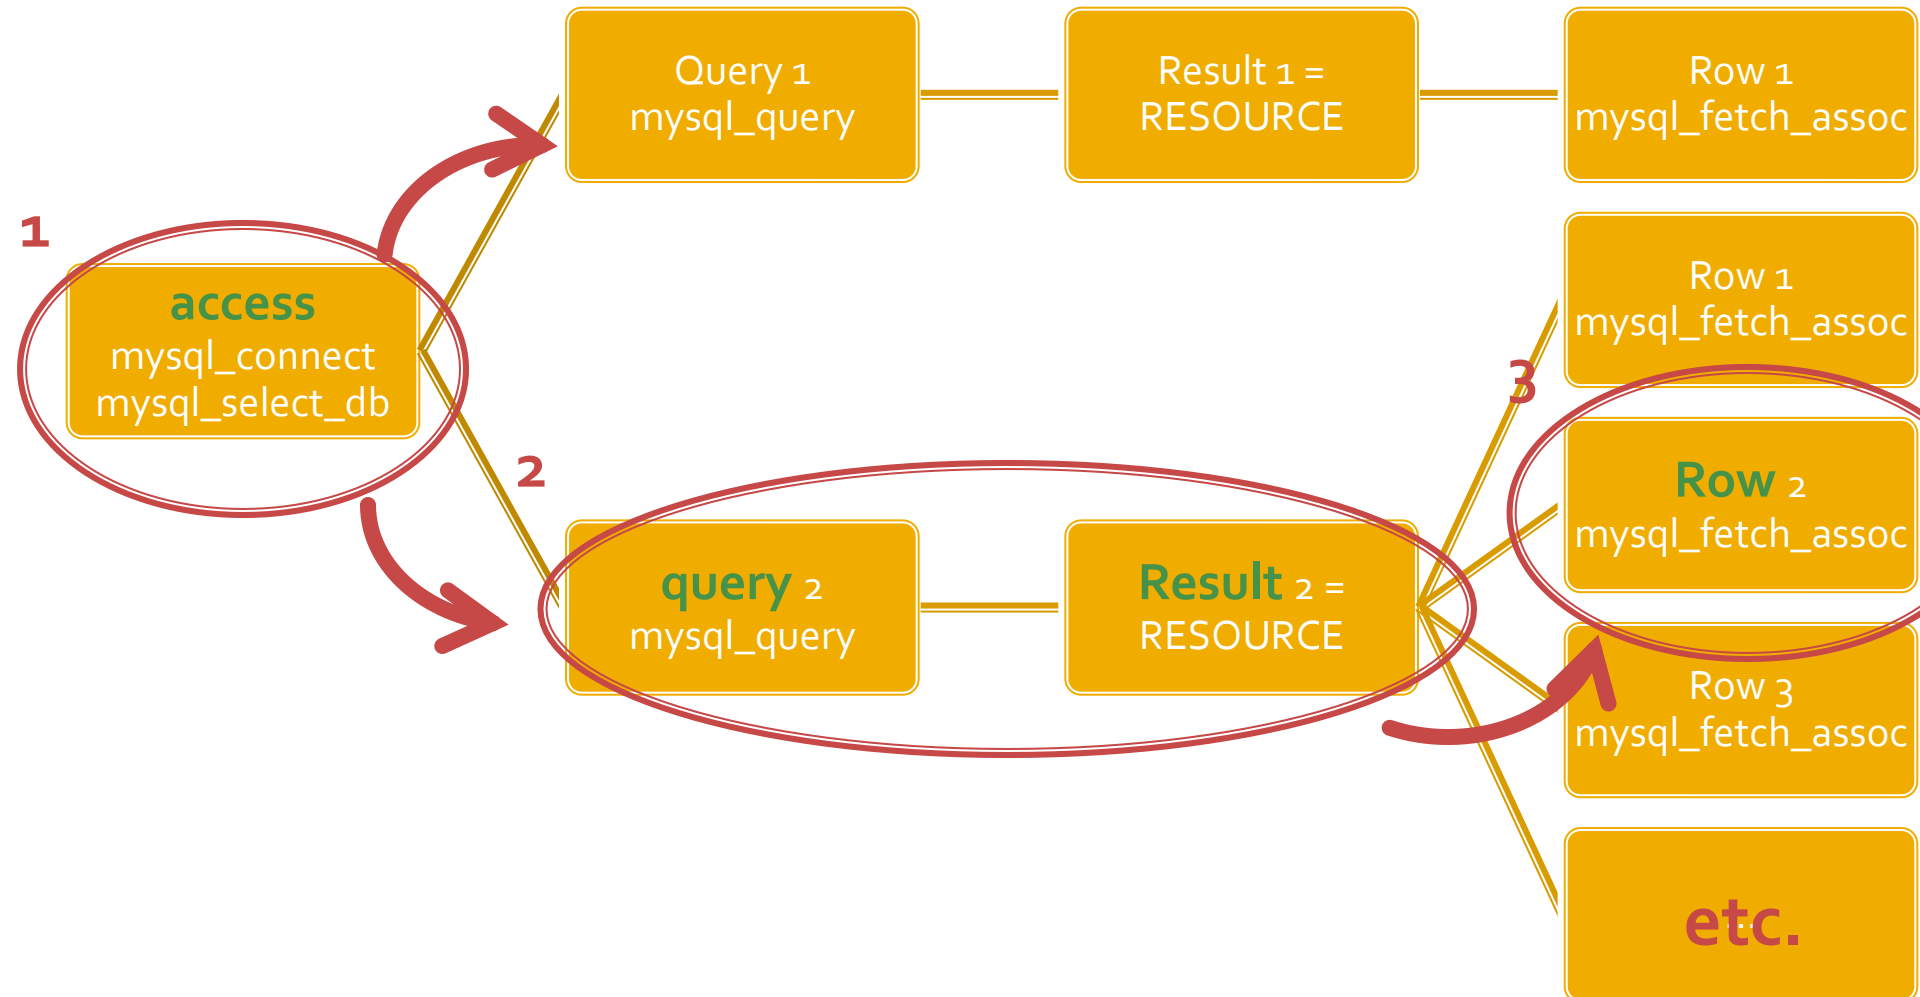 Query 1
mysql_query
Result 1 =
RESOURCE
Row 1
mysql_fetch_assoc
1
access
mysql_connect
mysql_select_db
Row 1
mysql_fetch_assoc
2
query 2
mysql_query
Result 2 =
RESOURCE
3
Row 2
mysql_fetch_assoc
Row 3
mysql_fetch_assoc
etc.